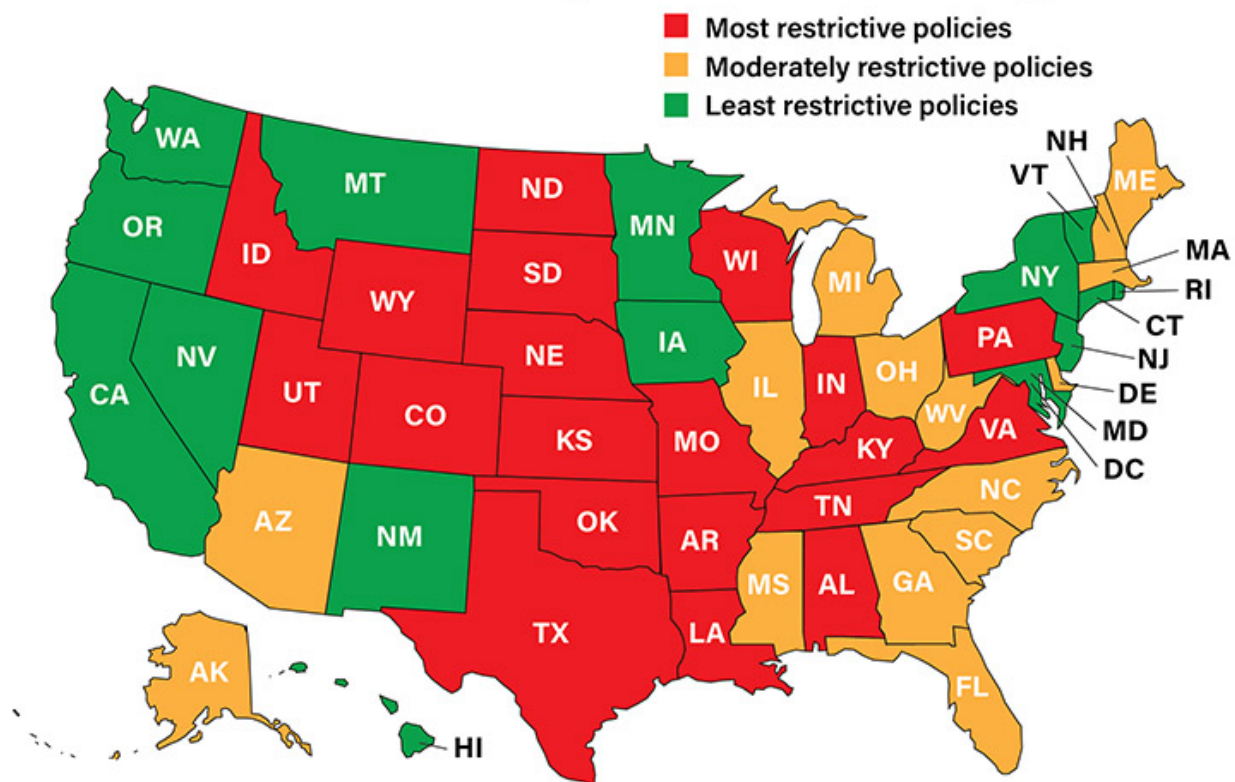 Most restrictive policies
Moderately restrictive policies
Least restrictive policies
WA
MT
ND
MN
NH
VT
ME
OR
ID
SD
WI
MI
NY
MA
RI
CT
WY
NE
IA
PA
NJ
NV
UT
CO
IL
IN
OH
DE
CA
KS
MO
WV
VA
MD
KY
DC
AZ
NM
OK
AR
TN
NC
SC
MS
AL
GA
TX
LA
AK
FL
HI